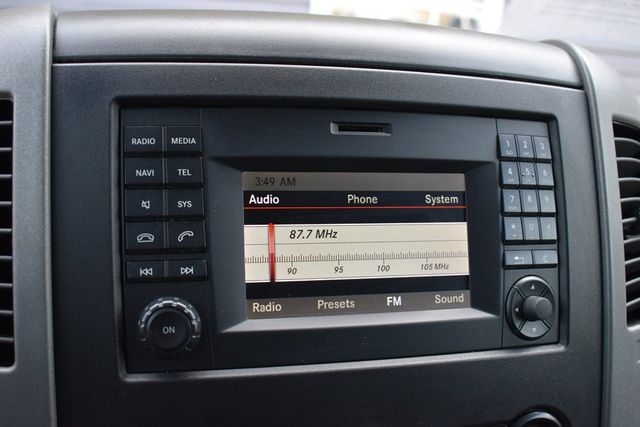 RADIO MEDIA
NAVI TEL
SYS
ON
3:49 AM
Audio Phone System
87.7 MHz
90 95 100 105 MHz
Radio Presets FM Sound
1 2 3
4 5 6
7 8 9
* 0 #
C